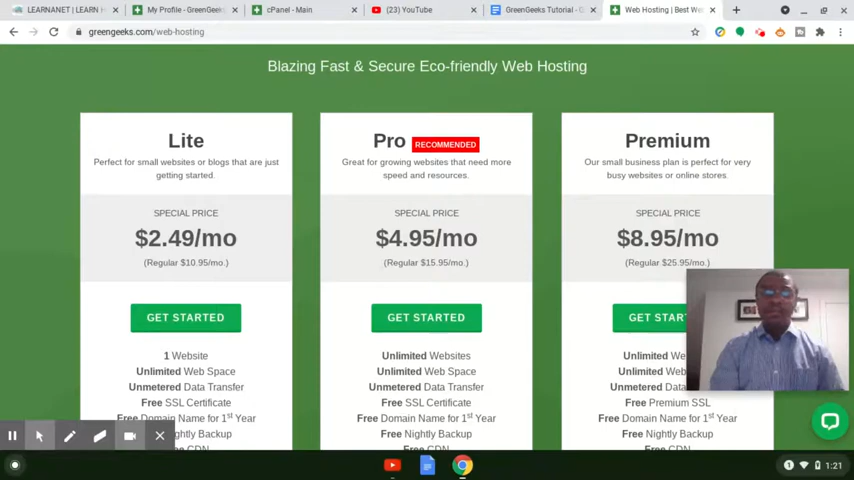 LEARNANET | LEARN H
My Profile - GreenGeeks
cPanel - Main
(23) YouTube
GreenGeeks Tutorial - G
Web Hosting | Best We
greengeeks.com/web-hosting
Blazing Fast & Secure Eco-friendly Web Hosting
Lite
Perfect for small websites or blogs that are just
getting started.
SPECIAL PRICE
$2.49/mo
(Regular $10.95/mo.)
GET STARTED
1 Website
Unlimited Web Space
Unmetered Data Transfer
Free SSL Certificate
Free Domain Name for 1st Year
ightly Backup
CDN
Pro RECOMMENDED
Great for growing websites that need more
speed and resources.
SPECIAL PRICE
$4.95/mo
(Regular $15.95/mo.)
GET STARTED
Unlimited Websites
Unlimited Web Space
Unmetered Data Transfer
Free SSL Certificate
Free Domain Name for 1st Year
Free Nightly Backup
Free CDN
Premium
Our small business plan is perfect for very
busy websites or online stores.
SPECIAL PRICE
$8.95/mo
(Regular $25.95/mo.)
GET START
Unlimited We
Unlimited Web
Unmetered Data
Free Premium SSL
Free Domain Name for 1st Year
Free Nightly Backup
Free CDN
1 1:21